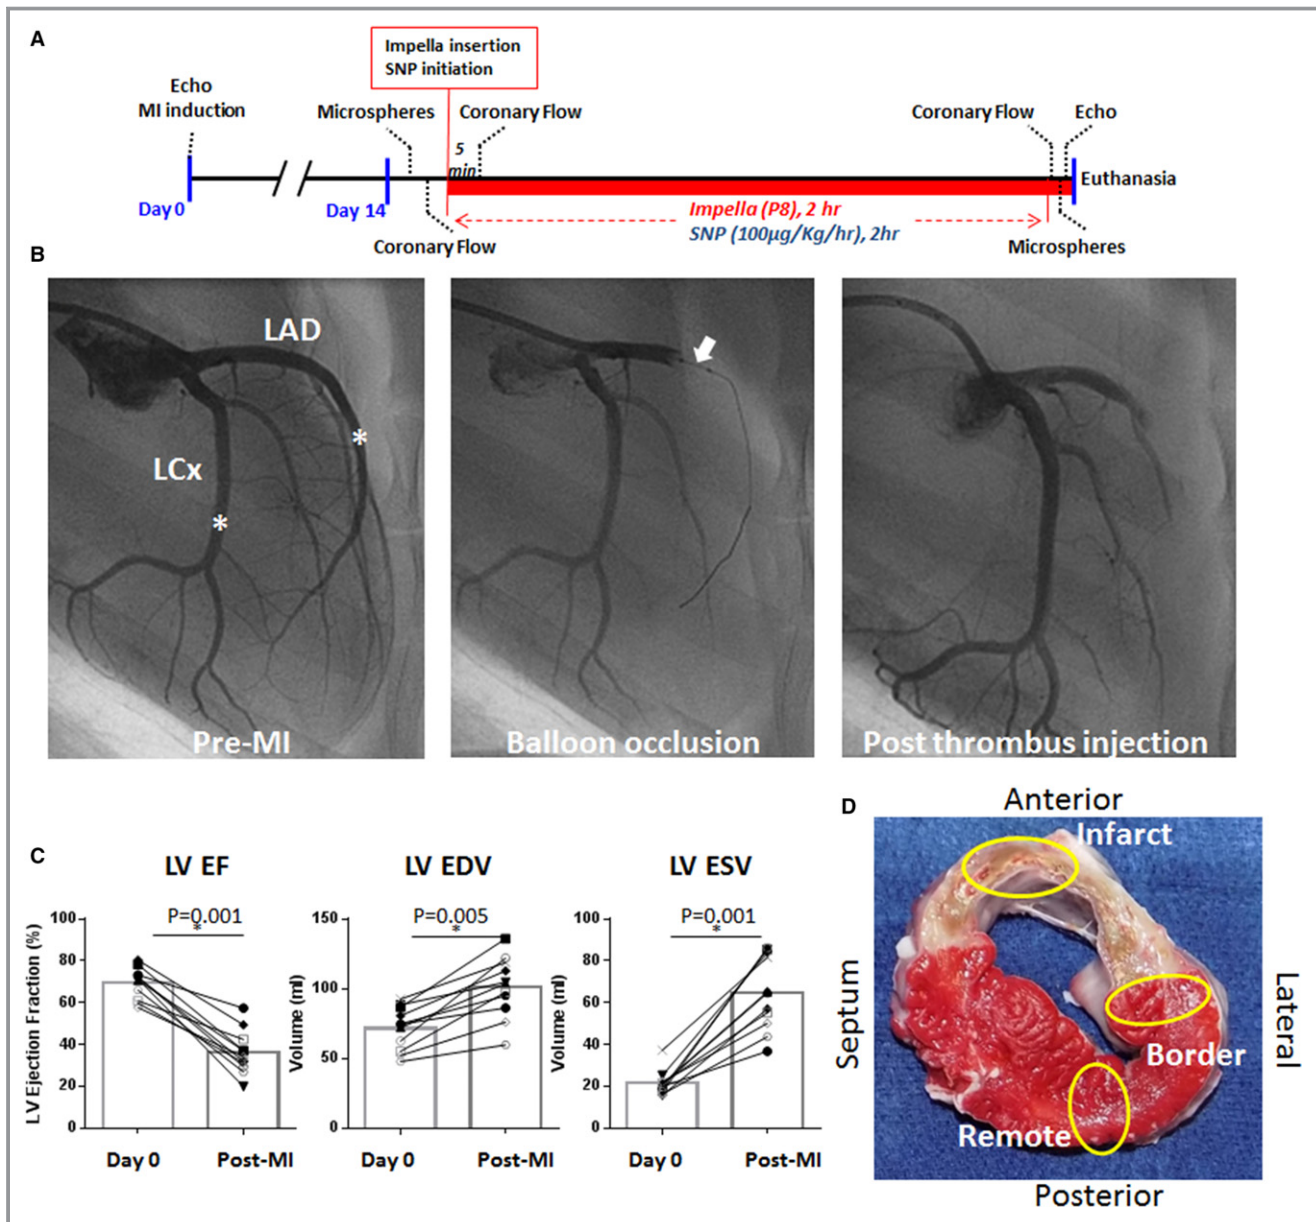 A
Impella insertion
SNP initiation
Echo
MI induction
Microspheres
Coronary Flow
5
min
Coronary Flow
Echo
Euthanasia
Day 0
Day 14
Impella (P8), 2 hr
SNP (100µg/Kg/hr), 2hr
Coronary Flow
Microspheres
B
LAD
*
LCx
*
Pre-MI
Balloon occlusion
Post thrombus injection
C
LV EF
P=0.001
*
LV Ejection Fraction (%)
100
80
60
40
20
0
Day 0
Post-MI
LV EDV
P=0.005
*
Volume (ml)
150
100
50
0
Day 0
Post-MI
LV ESV
P=0.001
*
Volume (ml)
100
80
60
40
20
0
Day 0
Post-MI
D
Anterior
Infarct
Septum
Lateral
Border
Remote
Posterior